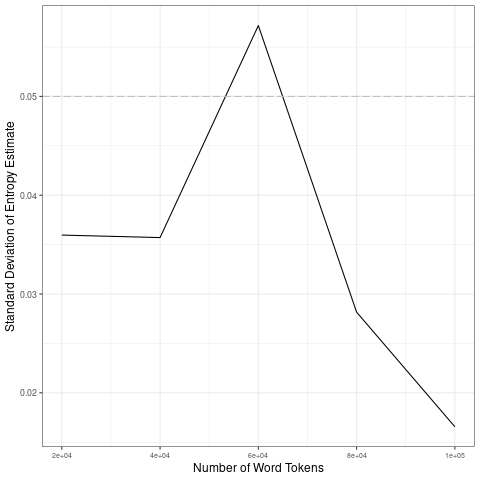 Standard Deviation of Entropy Estimate
0.05
0.04
0.03
0.02
2e+04 4e+04 6e+04 8e+04 1e+05
Number of Word Tokens